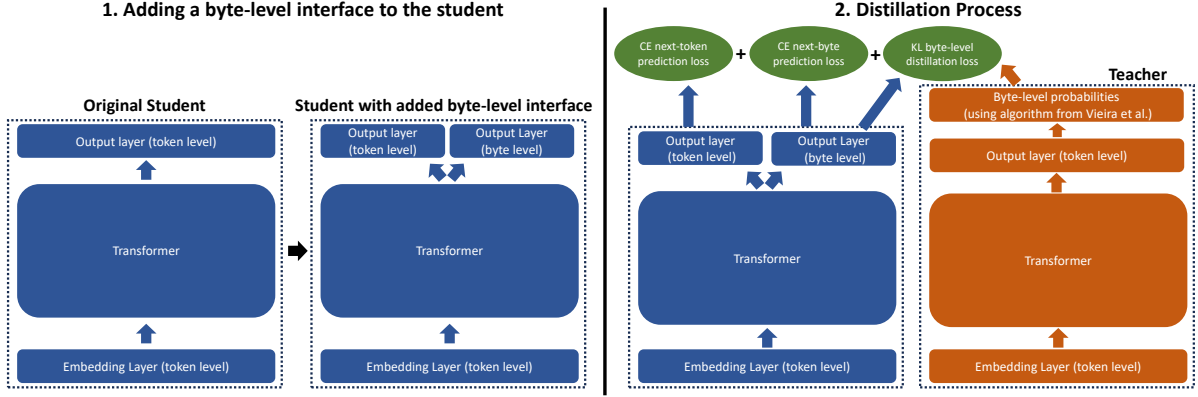 1. Adding a byte-level interface to the student
Original Student
Output layer (token level)
Transformer
Embedding Layer (token level)
Student with added byte-level interface
Output layer
(token level)
Output Layer
(byte level)
Transformer
Embedding Layer (token level)
2. Distillation Process
CE next-token
prediction loss
+
CE next-byte
prediction loss
+
KL byte-level
distillation loss
Output layer
(token level)
Output Layer
(byte level)
Transformer
Embedding Layer (token level)
Teacher
Byte-level probabilities
(using algorithm from Vieira et al.)
Output layer (token level)
Transformer
Embedding Layer (token level)